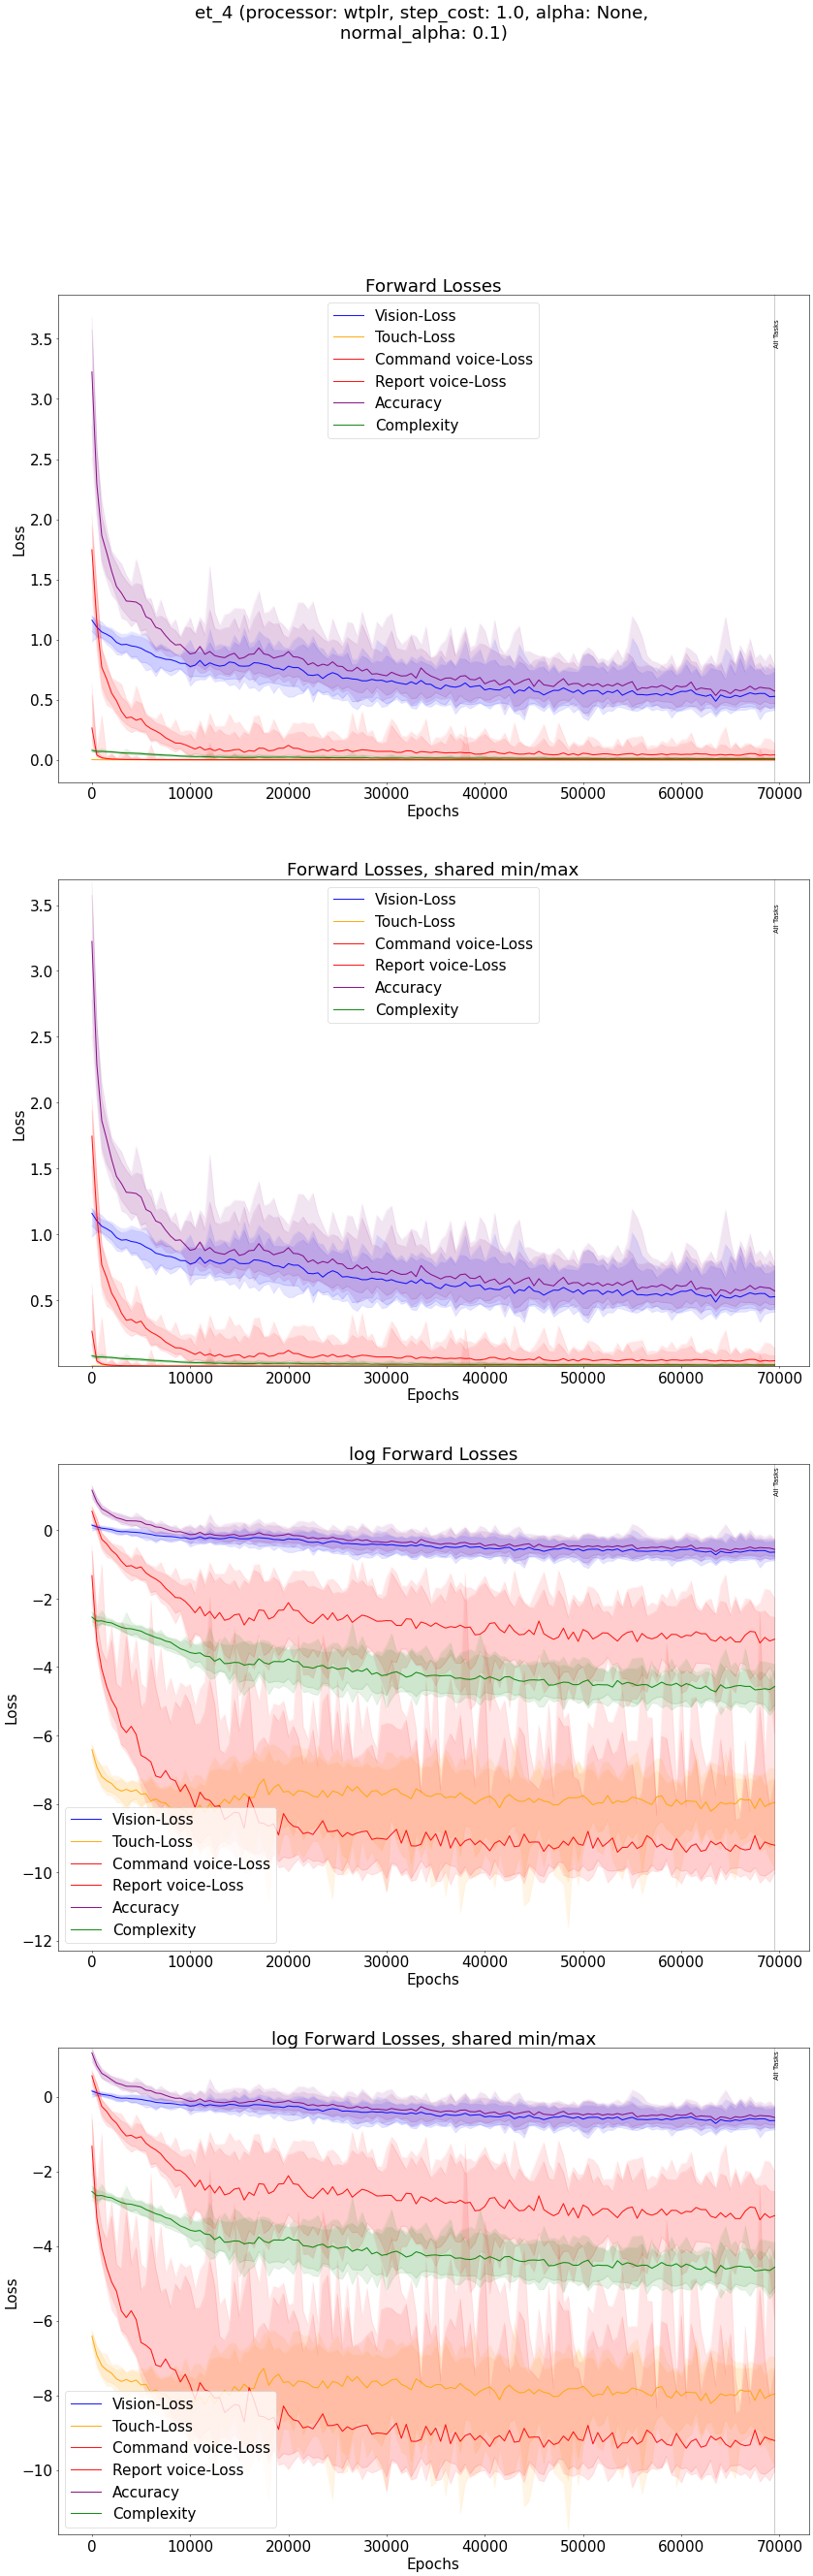 et_4 (processor: wtplr, step_cost: 1.0, alpha: None,
normal_alpha: 0.1)
Forward Losses
Vision-Loss
Touch-Loss
Command voice-Loss
Report voice-Loss
Accuracy
Complexity
All Tasks
3.5
3.0
2.5
2.0
1.5
1.0
0.5
0.0
Loss
0 10000 20000 30000 40000 50000 60000 70000
Epochs
Forward Losses, shared min/max
Vision-Loss
Touch-Loss
Command voice-Loss
Report voice-Loss
Accuracy
Complexity
All Tasks
3.5
3.0
2.5
2.0
1.5
1.0
0.5
Loss
0 10000 20000 30000 40000 50000 60000 70000
Epochs
log Forward Losses
All Tasks
0
−2
−4
−6
−8
−10
−12
Loss
Vision-Loss
Touch-Loss
Command voice-Loss
Report voice-Loss
Accuracy
Complexity
0 10000 20000 30000 40000 50000 60000 70000
Epochs
log Forward Losses, shared min/max
All Tasks
0
−2
−4
−6
−8
−10
Loss
Vision-Loss
Touch-Loss
Command voice-Loss
Report voice-Loss
Accuracy
Complexity
0 10000 20000 30000 40000 50000 60000 70000
Epochs